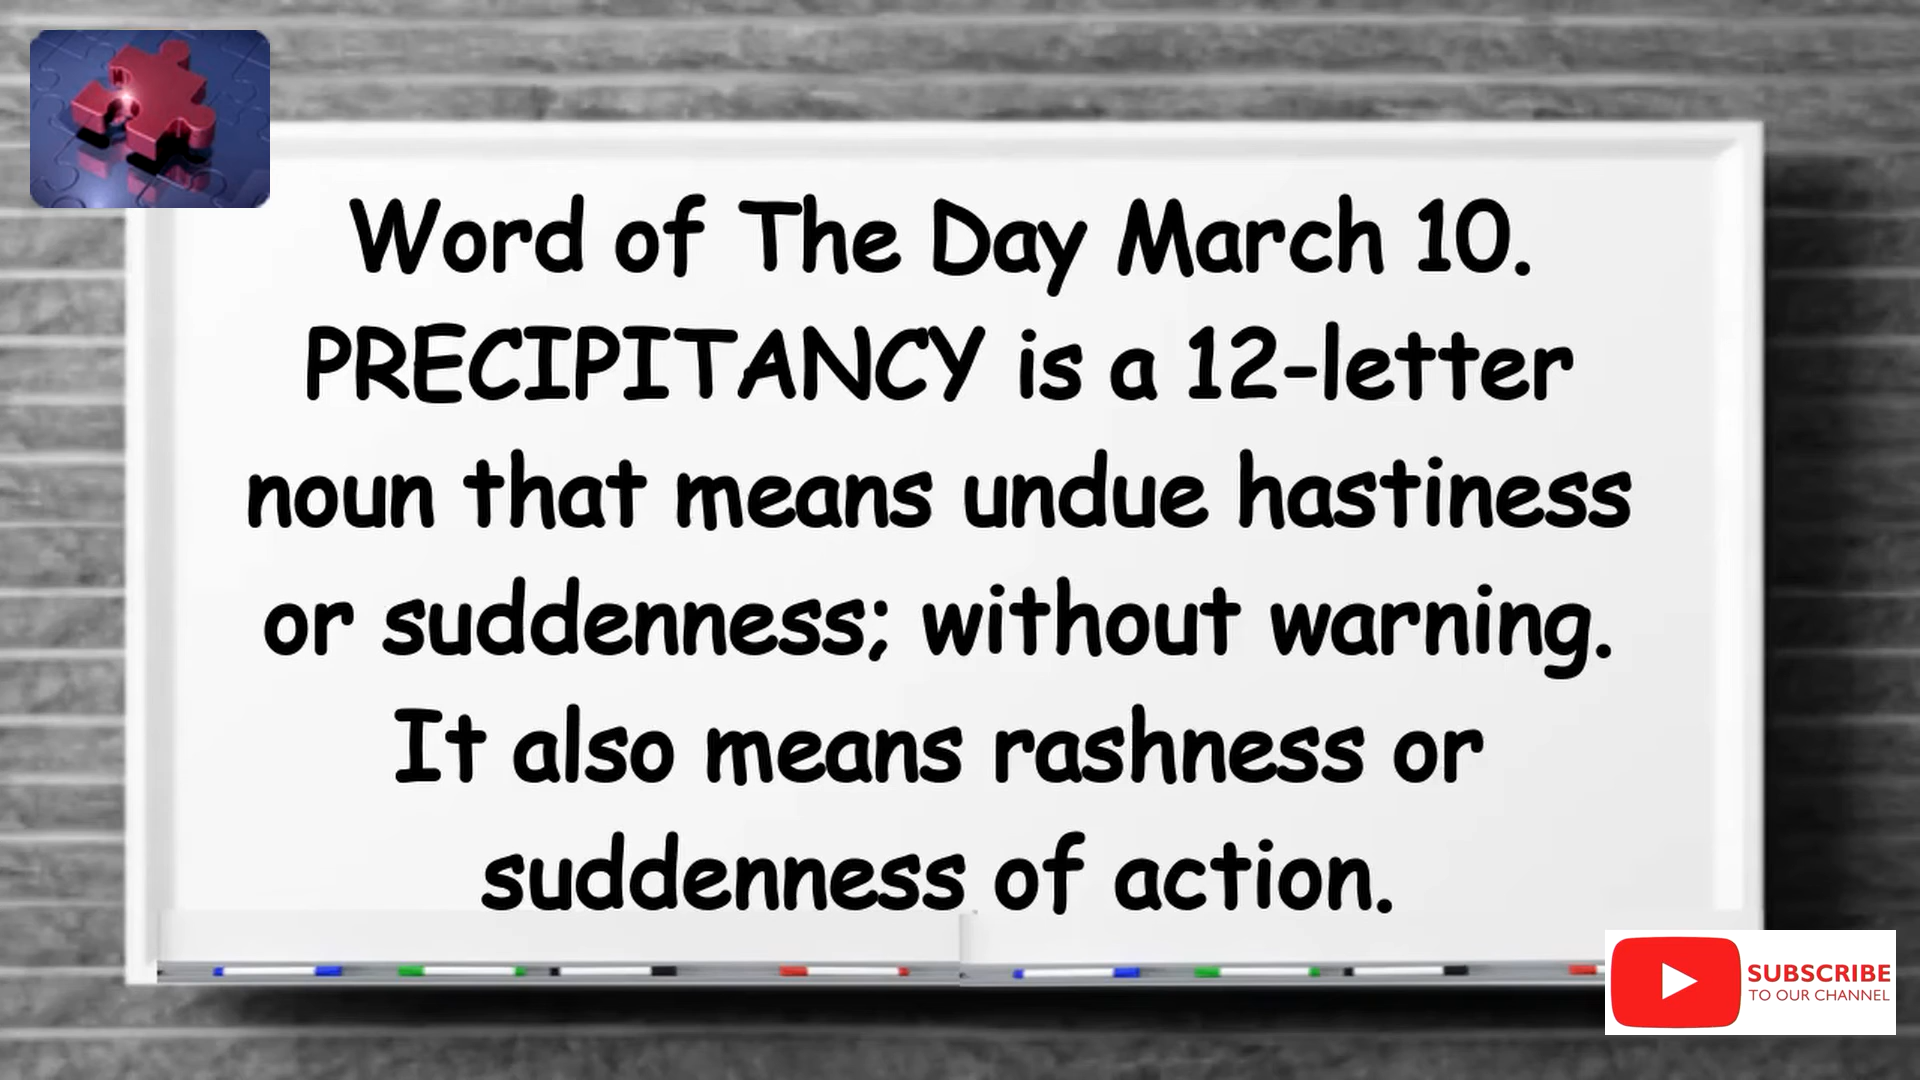 Word of The Day March 10.
PRECIPITANCY is a 12-letter
noun that means undue hastiness
or suddenness; without warning.
It also means rashness or
suddenness of action.
SUBSCRIBE
TO OUR CHANNEL